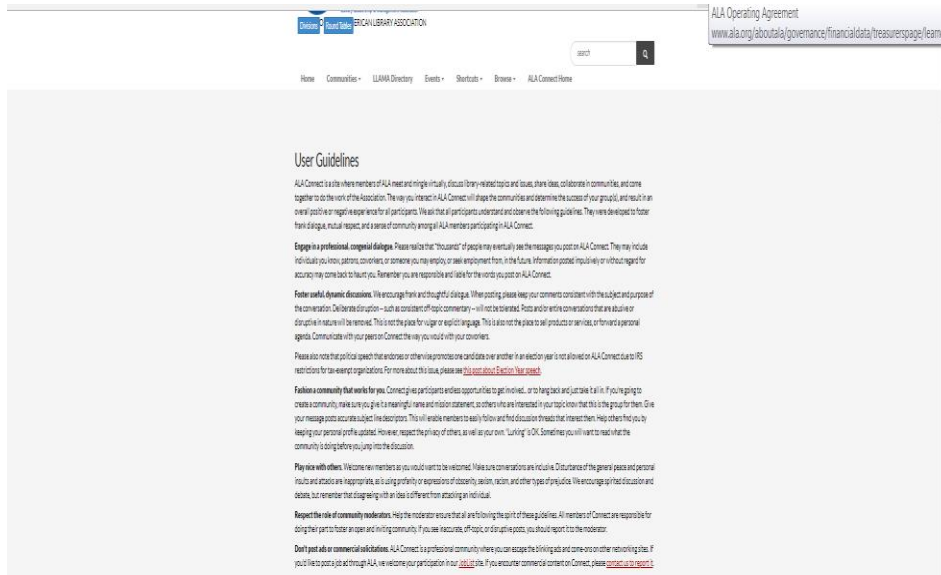 ALA Operating Agreement
www.ala.org/aboutala/governance/financialdata/treasurerspage/learn
Divisions Round Tables ERICAN LIBRARY ASSOCIATION
search
Home Communities LLAMA Directory Events Shortcuts Browse ALA Connect Home
User Guidelines
ALA Connect is a site where members of ALA meet and mingle virtually, discuss library-related topics and issues, share ideas, collaborate in communities, and come
together to do the work of the Association. The way you interact in ALA Connect will shape the communities and determine the success of your group(s), and result in an
overall positive or negative experience for all participants. We ask that all participants understand and observe the following guidelines. They were developed to foster
frank dialogue, mutual respect, and a sense of community among all ALA members participating in ALA Connect.
Engage in a professional, congenial dialogue. Please realize that "thousands" of people may eventually see the messages you post on ALA Connect. They may include
individuals you know, patrons, coworkers, or someone you may employ, or seek employment from, in the future. Information posted impulsively or without regard for
accuracy may come back to haunt you. Remember you are responsible and liable for the words you post on ALA Connect.
Foster useful, dynamic discussions. We encourage frank and thoughtful dialogue. When posting, please keep your comments consistent with the subject and purpose of
the conversation. Deliberate disruption – such as consistent off-topic commentary – will not be tolerated. Posts and/or entire conversations that are abusive or
disruptive in nature will be removed. This is not the place for vulgar or explicit language. This is also not the place to sell products or services, or forward a personal
agenda. Communicate with your peers on Connect the way you would with your coworkers.
Please also note that political speech that endorses or otherwise promotes one candidate over another in an election year is not allowed on ALA Connect due to IRS
restrictions for tax-exempt organizations. For more about this issue, please see this post about Election Year speech.
Fashion a community that works for you. Connect gives participants endless opportunities to get involved... or to hang back and just take it all in. If you're going to
create a community, make sure you give it a meaningful name and mission statement, so others who are interested in your topic know that this is the group for them. Give
your message posts accurate subject line descriptors. This will enable members to easily follow and find discussion threads that interest them. Help others find you by
keeping your personal profile updated. However, respect the privacy of others, as well as your own. "Lurking" is OK. Sometimes you will want to read what the
community is doing before you jump into the discussion.
Play nice with others. Welcome new members as you would want to be welcomed. Make sure conversations are inclusive. Disturbance of the general peace and personal
insults and attacks are inappropriate, as is using profanity or expressions of obscenity, sexism, racism, and other types of prejudice. We encourage spirited discussion and
debate, but remember that disagreeing with an idea is different from attacking an individual.
Respect the role of community moderators. Help the moderator ensure that all are following the spirit of these guidelines. All members of Connect are responsible for
doing their part to foster an open and inviting community. If you see inaccurate, off-topic, or disruptive posts, you should report it to the moderator.
Don't post ads or commercial solicitations. ALA Connect is a professional community where you can escape the blinking ads and come-ons on other networking sites. If
you'd like to post a job ad through ALA, we welcome your participation in our JobList site. If you encounter commercial content on Connect, please contact us to report it.